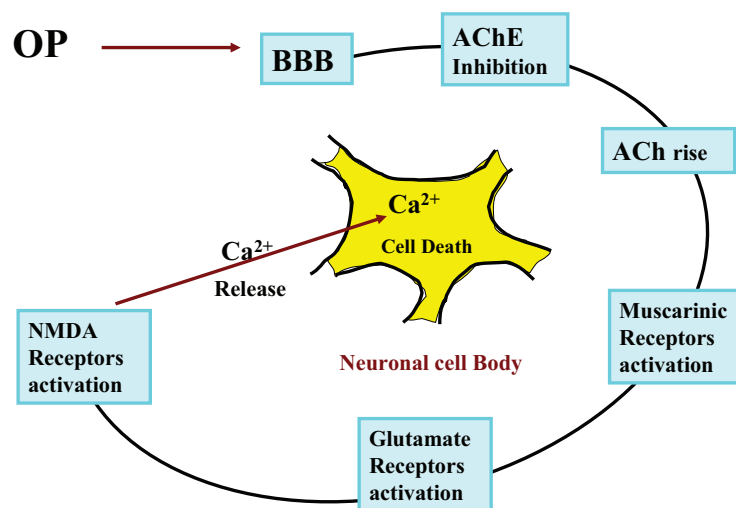 OP
BBB
AChE
Inhibition
ACh rise
Ca²⁺
Cell Death
Ca²⁺
Release
NMDA
Receptors
activation
Muscarinic
Receptors
activation
Neuronal cell Body
Glutamate
Receptors
activation